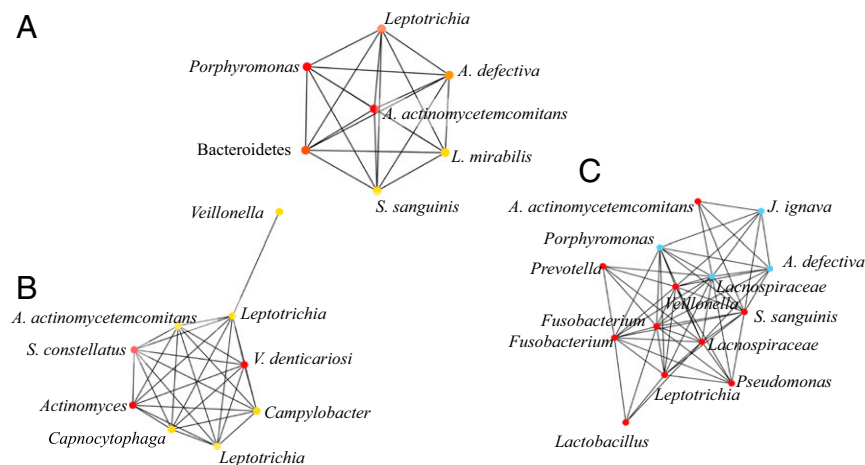 A
Leptotrichia
Porphyromonas
A. defectiva
A. actinomycetemcomitans
Bacteroidetes
L. mirabilis
S. sanguinis
Veillonella
B
A. actinomycetemcomitans
Leptotrichia
S. constellatus
V. denticariosi
Actinomyces
Campylobacter
Capnocytophaga
Leptotrichia
C
A. actinomycetemcomitans
J. ignava
Porphyromonas
Prevotella
A. defectiva
Lacnospiraceae
Veillonella
S. sanguinis
Fusobacterium
Fusobacterium
Lacnospiraceae
Pseudomonas
Leptotrichia
Lactobacillus